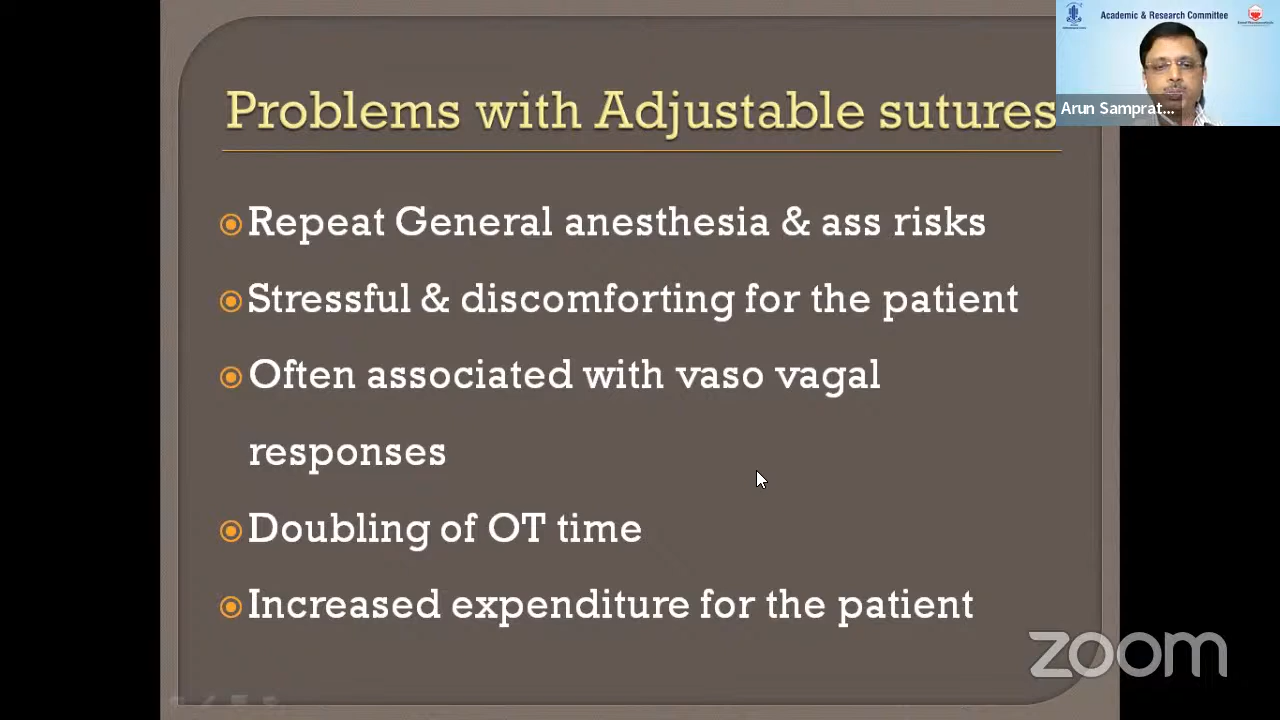 Academic & Research Committee
Arun Samprat...
Problems with Adjustable sutures
Repeat General anesthesia & ass risks
Stressful & discomforting for the patient
Often associated with vaso vagal
responses
Doubling of OT time
Increased expenditure for the patient
zoom